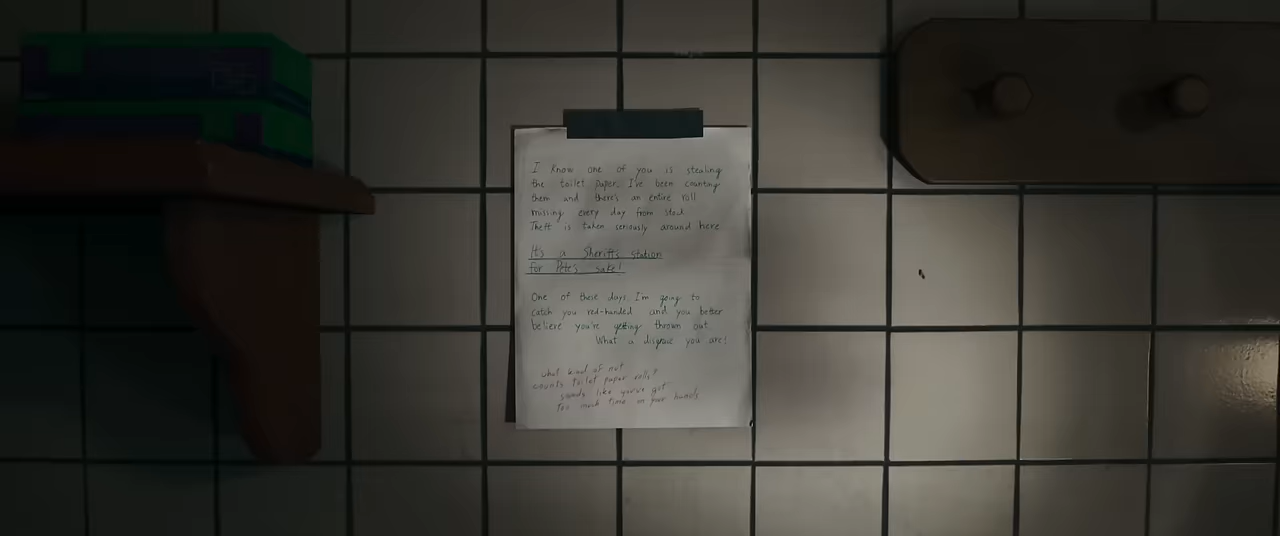 I know one of you is stealing
the toilet paper. I've been counting
them and there's an entire roll
missing every day from stock.
Theft is taken seriously around here
It's a Sheriff's station
for Pete's sake!
One of these days I'm going to
catch you red-handed and you better
believe you're getting thrown out
What a disgrace you are!
what kind of nut
counts toilet paper rolls?
sounds like you've got
too much time on your hands